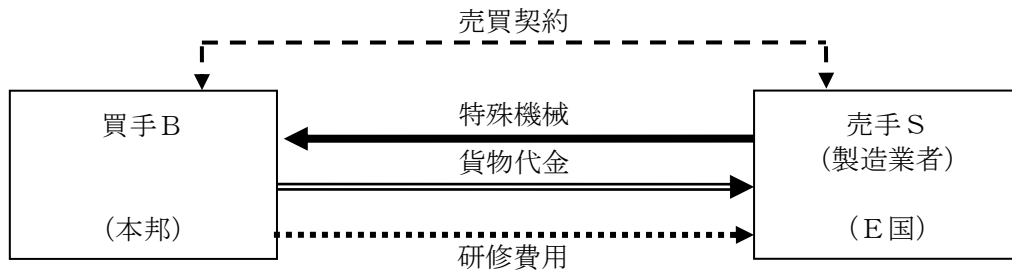 売買契約
買手Ｂ
特殊機械
売手Ｓ
（製造業者）
貨物代金
（本邦）
（Ｅ国）
研修費用